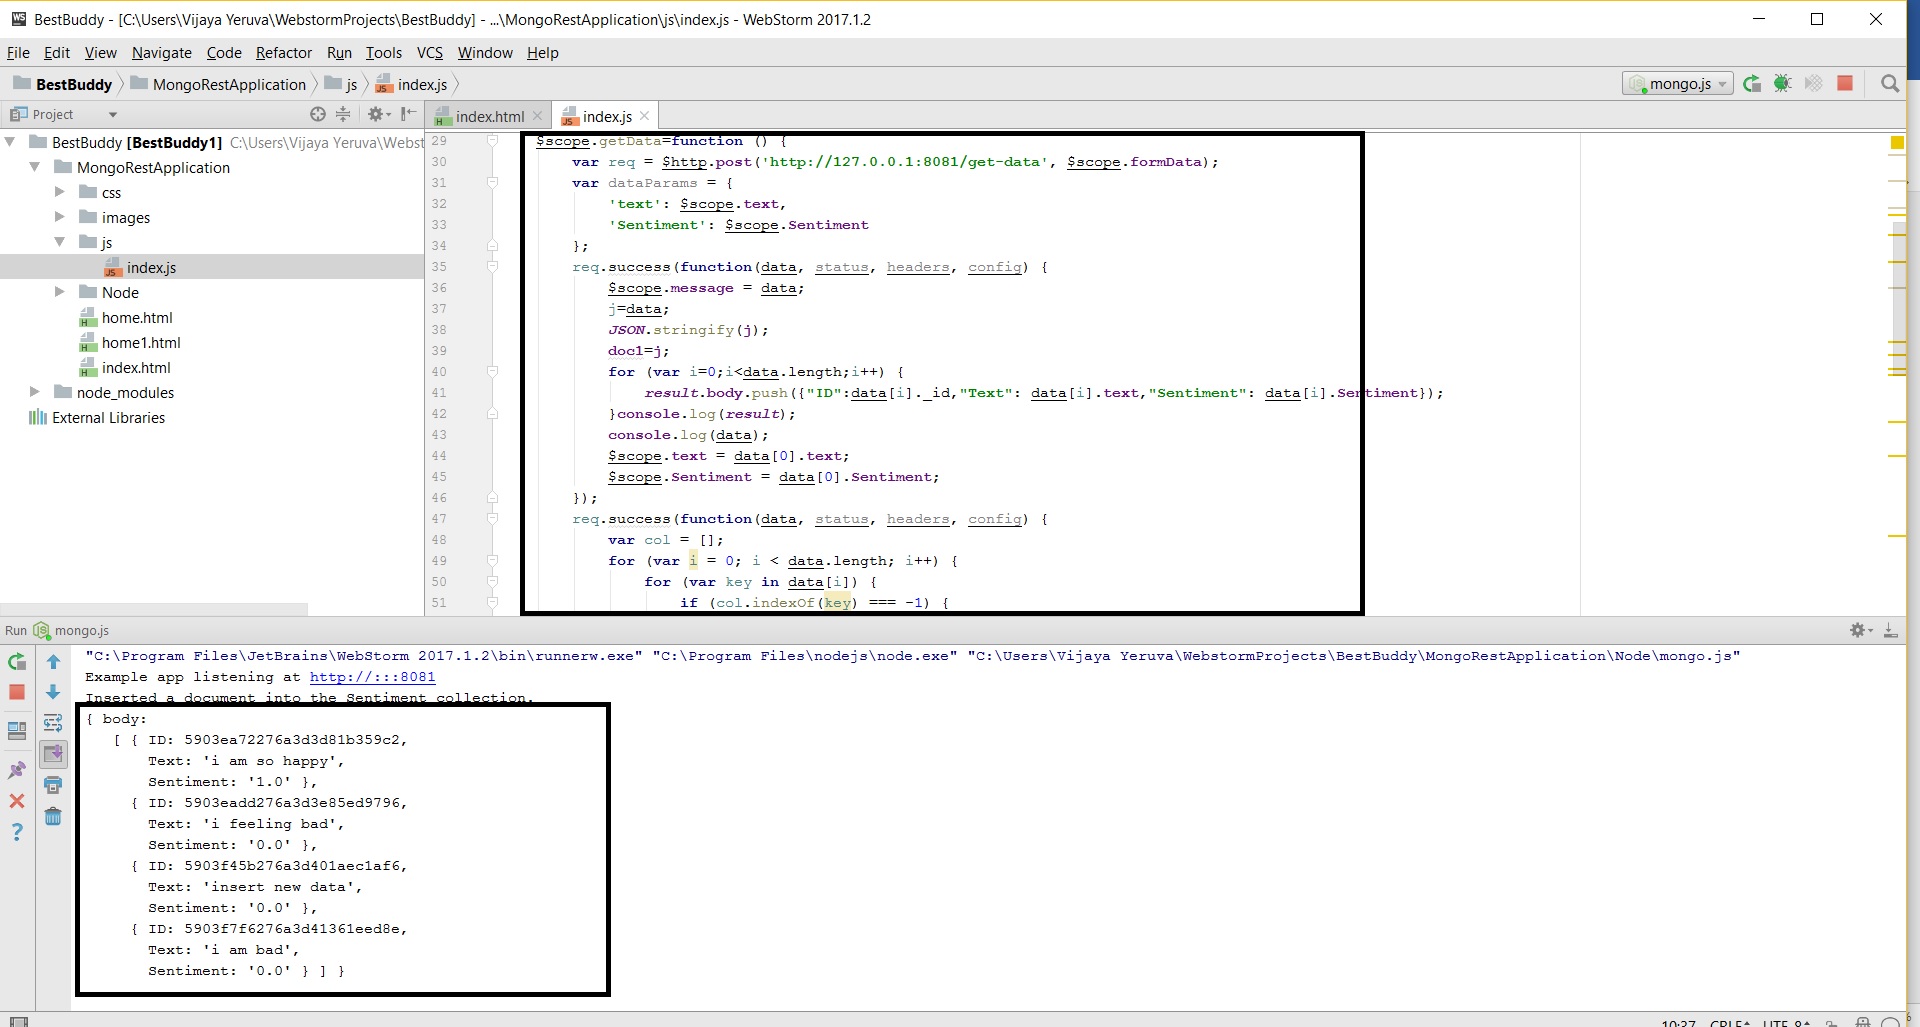 WS BestBuddy - [C:\Users\Vijaya Yeruva\WebstormProjects\BestBuddy] - ...\MongoRestApplication\js\index.js - WebStorm 2017.1.2
File Edit View Navigate Code Refactor Run Tools VCS Window Help
BestBuddy MongoRestApplication js index.js mongo.js
Project index.html index.js
BestBuddy [BestBuddy1] C:\Users\Vijaya Yeruva\Webst
MongoRestApplication
css
images
js
index.js
Node
home.html
home1.html
index.html
node_modules
External Libraries
29 $scope.getData=function () {
30 var req = $http.post('http://127.0.0.1:8081/get-data', $scope.formData);
31 var dataParams = {
32 'text': $scope.text,
33 'Sentiment': $scope.Sentiment
34 };
35 req.success(function(data, status, headers, config) {
36 $scope.message = data;
37 j=data;
38 JSON.stringify(j);
39 doc1=j;
40 for (var i=0;i<data.length;i++) {
41 result.body.push({"ID":data[i]._id,"Text": data[i].text,"Sentiment": data[i].Sentiment});
42 }console.log(result);
43 console.log(data);
44 $scope.text = data[0].text;
45 $scope.Sentiment = data[0].Sentiment;
46 });
47 req.success(function(data, status, headers, config) {
48 var col = [];
49 for (var i = 0; i < data.length; i++) {
50 for (var key in data[i]) {
51 if (col.indexOf(key) === -1) {
Run mongo.js
"C:\Program Files\JetBrains\WebStorm 2017.1.2\bin\runnerw.exe" "C:\Program Files\nodejs\node.exe" "C:\Users\Vijaya Yeruva\WebstormProjects\BestBuddy\MongoRestApplication\Node\mongo.js"
Example app listening at http://:::8081
Inserted a document into the Sentiment collection.
{ body:
[ { ID: 5903ea72276a3d3d81b359c2,
Text: 'i am so happy',
Sentiment: '1.0' },
{ ID: 5903eadd276a3d3e85ed9796,
Text: 'i feeling bad',
Sentiment: '0.0' },
{ ID: 5903f45b276a3d401aec1af6,
Text: 'insert new data',
Sentiment: '0.0' },
{ ID: 5903f7f6276a3d41361eed8e,
Text: 'i am bad',
Sentiment: '0.0' } ] }
10:37 CRLF UTF-8